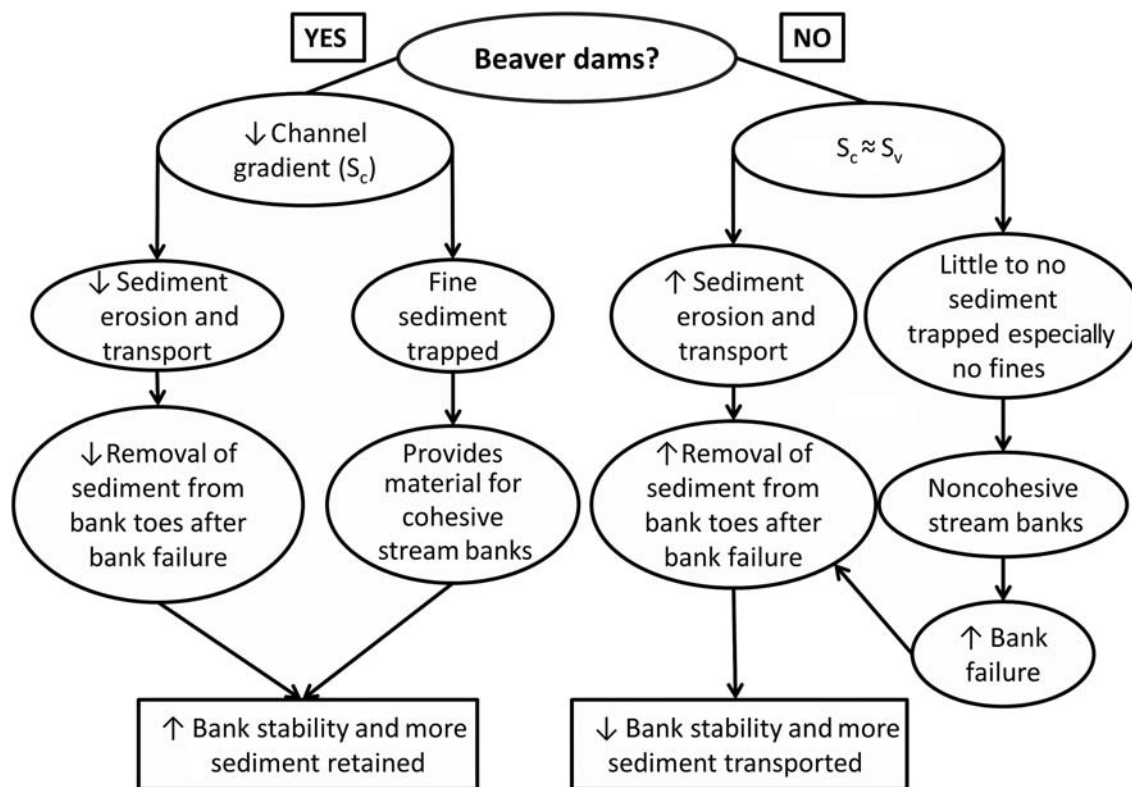 YES
Beaver dams?
NO
↓ Channel
gradient (Sc)
Sc ≈ Sv
↓ Sediment
erosion and
transport
Fine
sediment
trapped
↑ Sediment
erosion and
transport
Little to no
sediment
trapped especially
no fines
↓ Removal of
sediment from
bank toes after
bank failure
Provides
material for
cohesive
stream banks
↑ Removal of
sediment from
bank toes after
bank failure
Noncohesive
stream banks
↑ Bank
failure
↑ Bank stability and more
sediment retained
↓ Bank stability and more
sediment transported